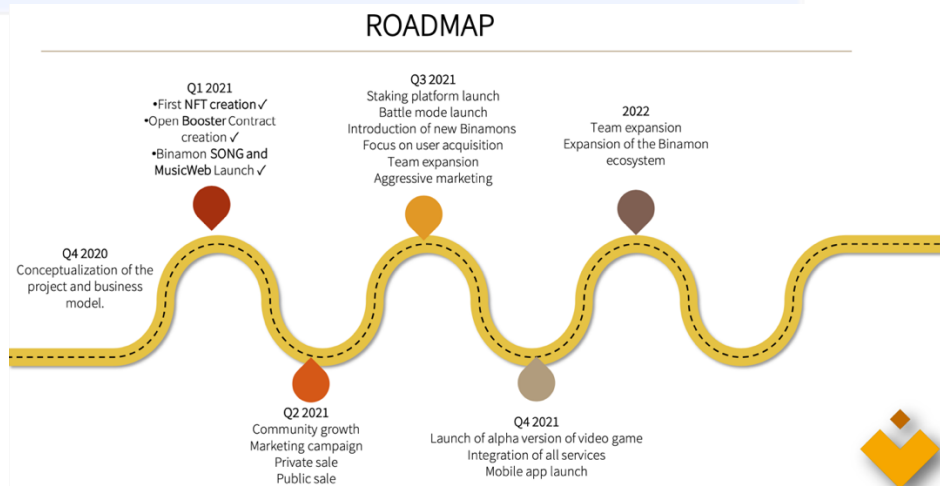 ROADMAP
Q4 2020
Conceptualization of the
project and business
model.
Q1 2021
•First NFT creation ✓
•Open Booster Contract
creation ✓
•Binamon SONG and
MusicWeb Launch ✓
Q2 2021
Community growth
Marketing campaign
Private sale
Public sale
Q3 2021
Staking platform launch
Battle mode launch
Introduction of new Binamons
Focus on user acquisition
Team expansion
Aggressive marketing
Q4 2021
Launch of alpha version of video game
Integration of all services
Mobile app launch
2022
Team expansion
Expansion of the Binamon
ecosystem